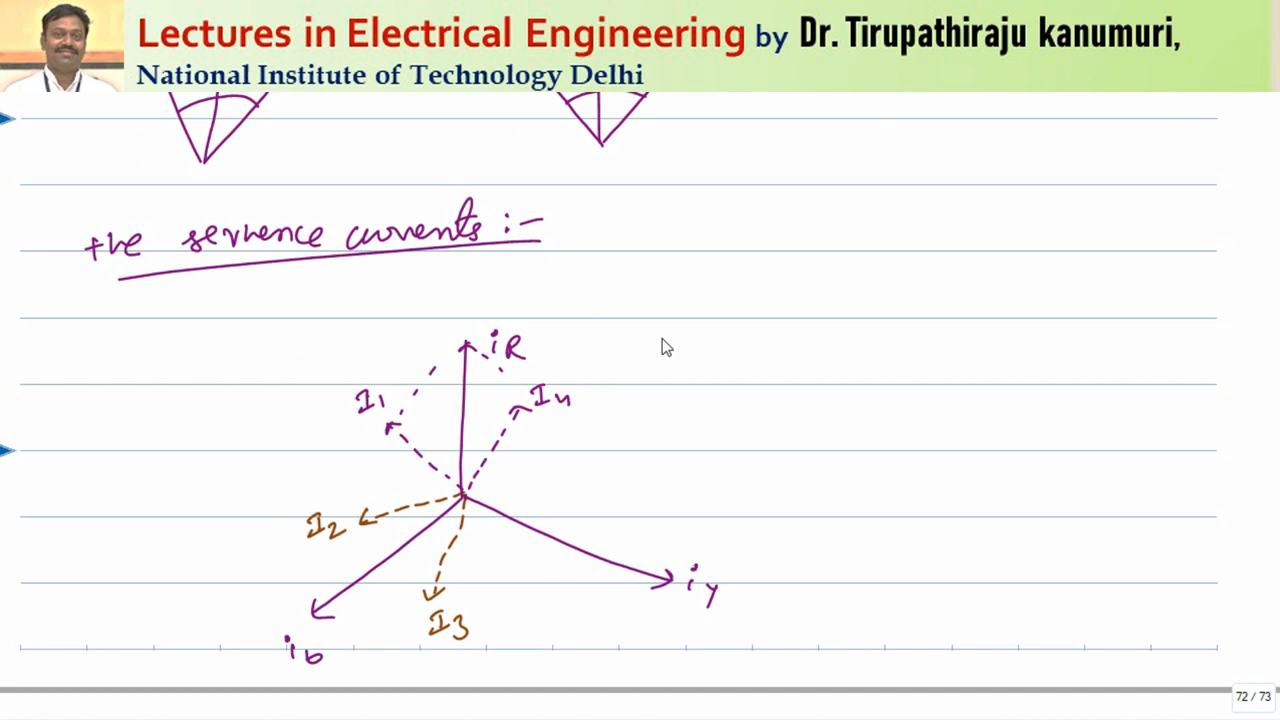 Lectures in Electrical Engineering by Dr. Tirupathiraju kanumuri,
National Institute of Technology Delhi
+ve sequence currents :-
iR
I1
I4
I2
iy
I3
ib
72 / 73